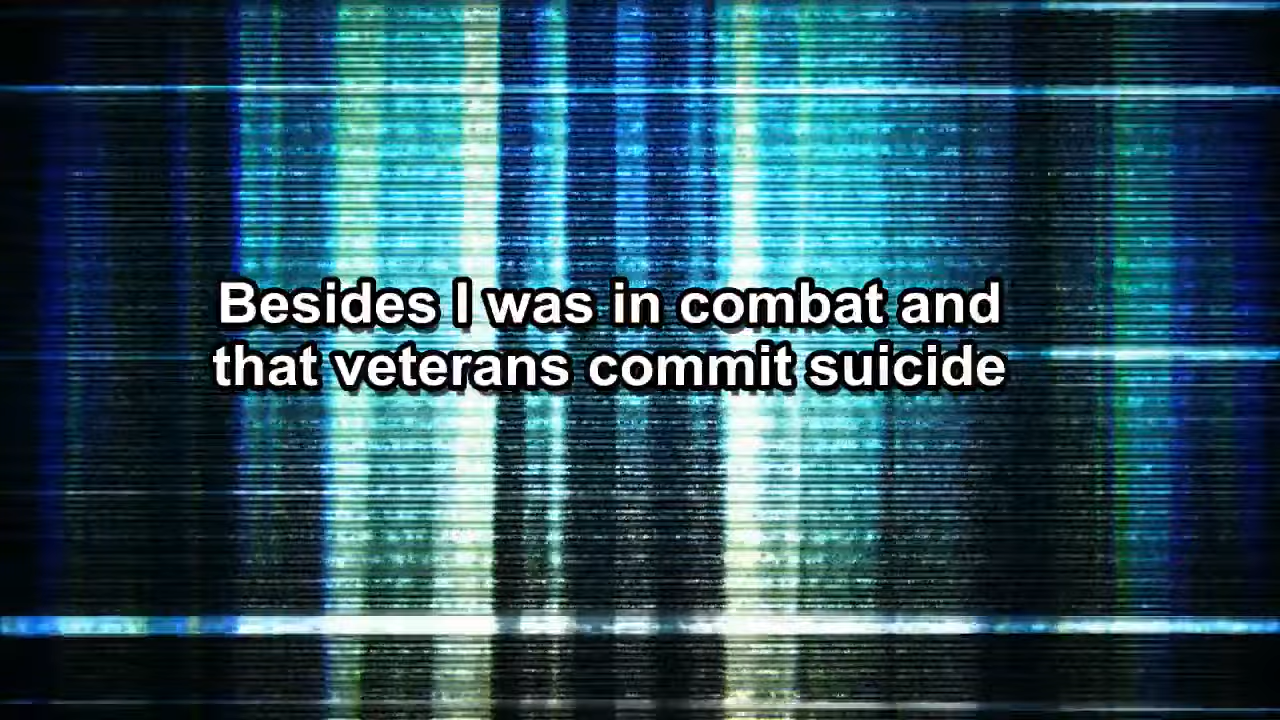 Besides I was in combat and
that veterans commit suicide